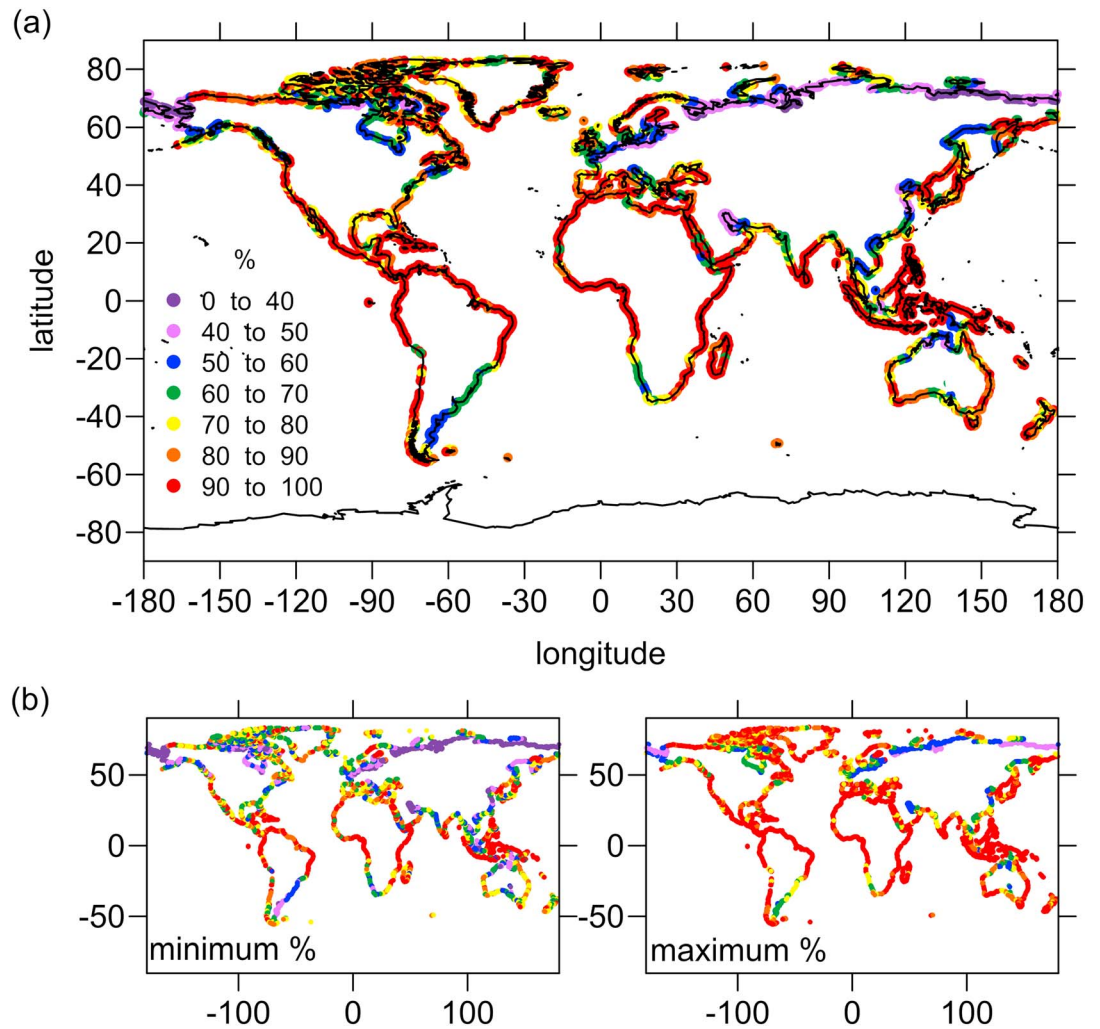 (a)
80
60
40
20
0
-20
-40
-60
-80
latitude
%
0 to 40
40 to 50
50 to 60
60 to 70
70 to 80
80 to 90
90 to 100
-180 -150 -120 -90 -60 -30 0 30 60 90 120 150 180
longitude
(b)
50
0
-50
minimum %
-100 0 100
50
0
-50
maximum %
-100 0 100